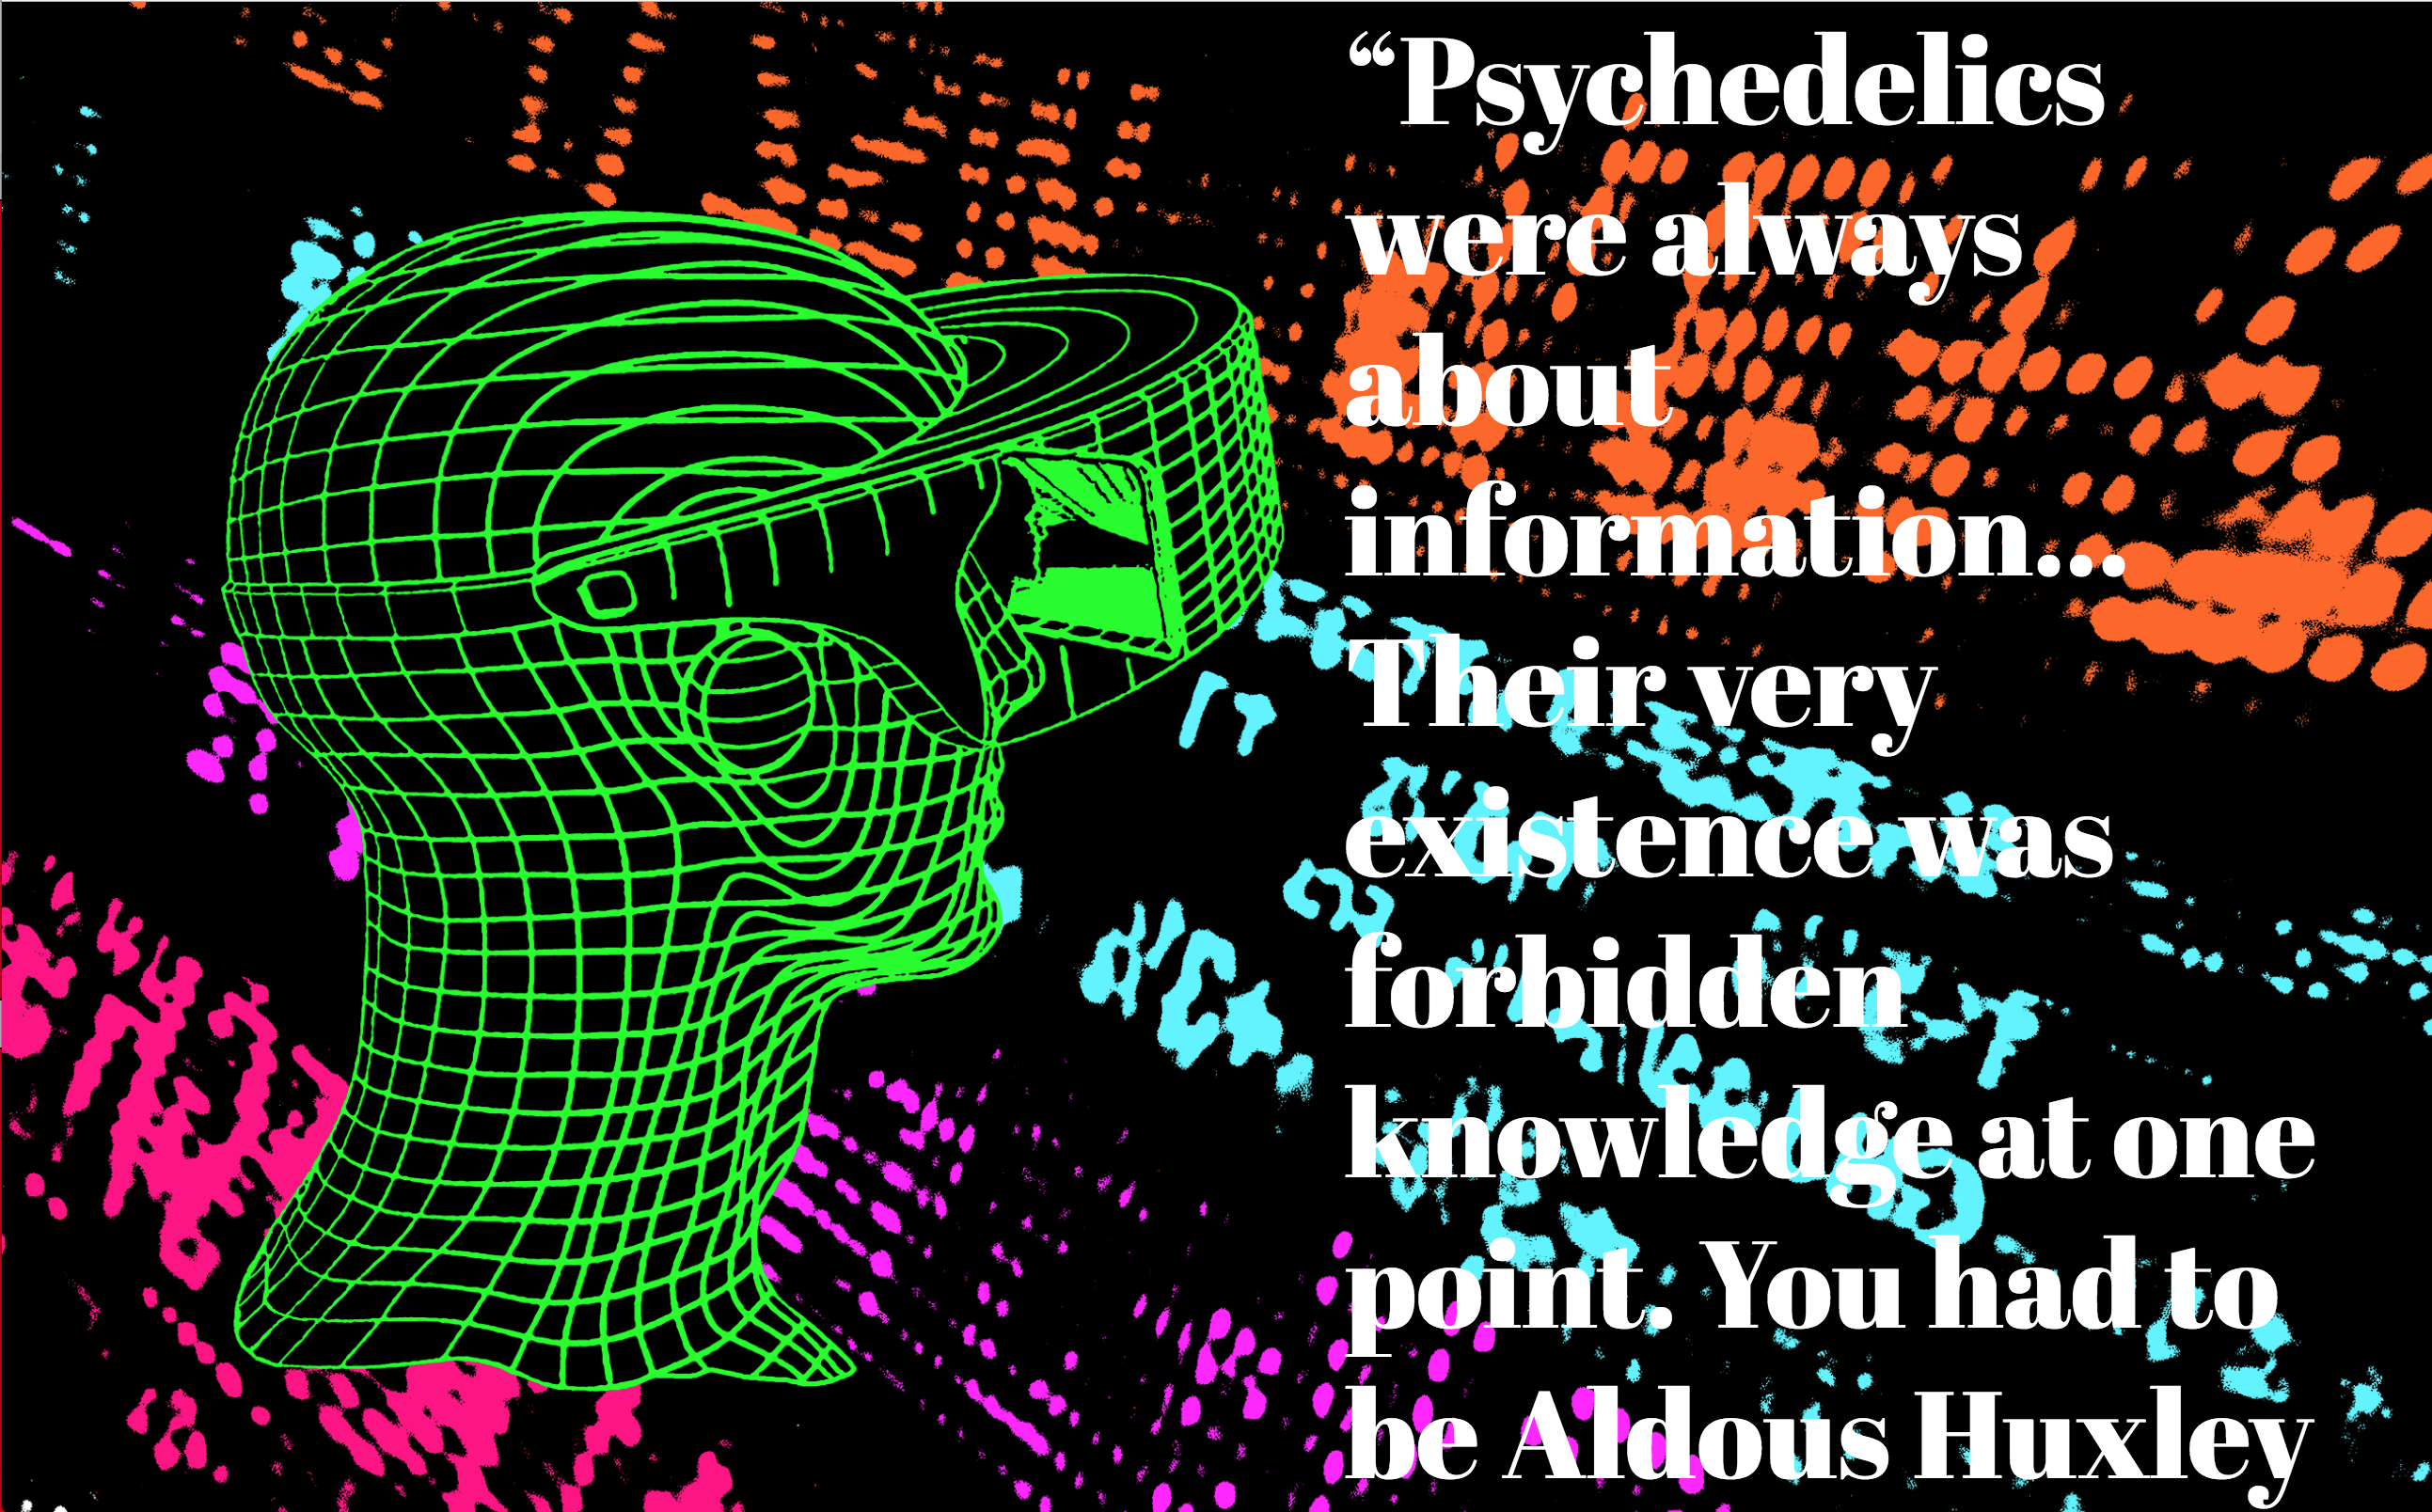 “Psychedelics
were always
about
information...
Their very
existence was
forbidden
knowledge at one
point. You had to
be Aldous Huxley